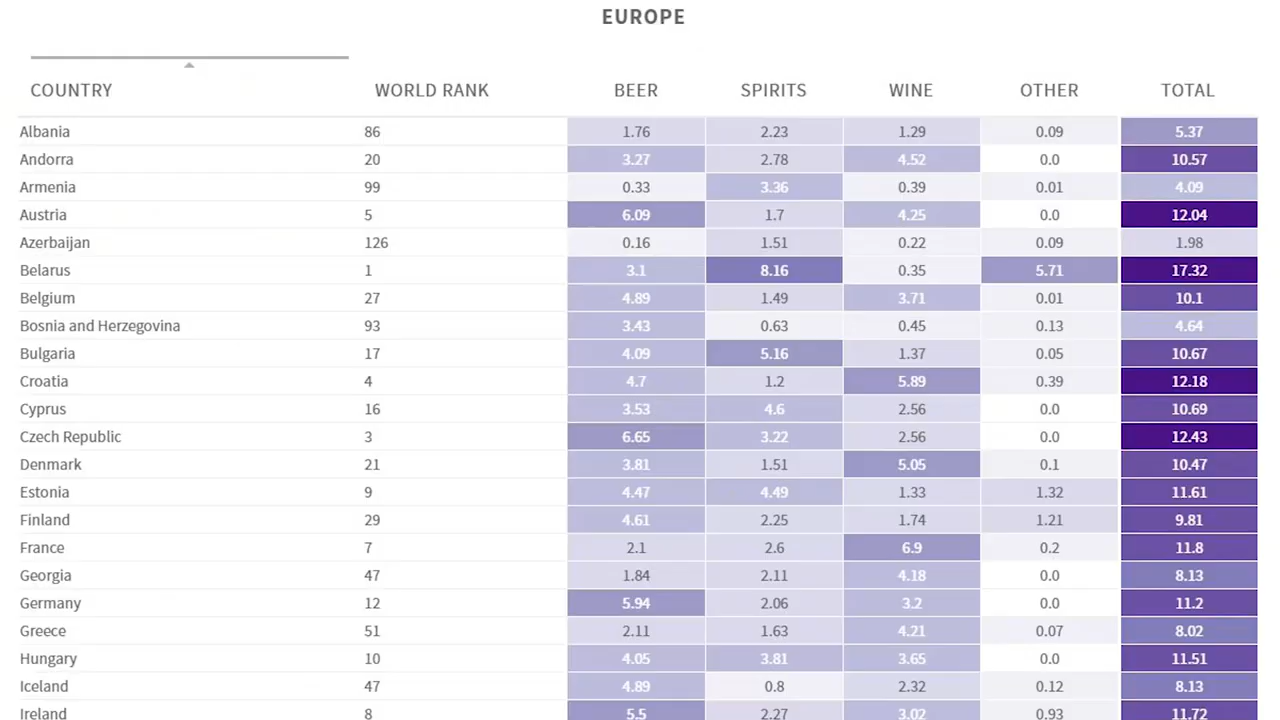 EUROPE
COUNTRY WORLD RANK BEER SPIRITS WINE OTHER TOTAL
Albania 86 1.76 2.23 1.29 0.09 5.37
Andorra 20 3.27 2.78 4.52 0.0 10.57
Armenia 99 0.33 3.36 0.39 0.01 4.09
Austria 5 6.09 1.7 4.25 0.0 12.04
Azerbaijan 126 0.16 1.51 0.22 0.09 1.98
Belarus 1 3.1 8.16 0.35 5.71 17.32
Belgium 27 4.89 1.49 3.71 0.01 10.1
Bosnia and Herzegovina 93 3.43 0.63 0.45 0.13 4.64
Bulgaria 17 4.09 5.16 1.37 0.05 10.67
Croatia 4 4.7 1.2 5.89 0.39 12.18
Cyprus 16 3.53 4.6 2.56 0.0 10.69
Czech Republic 3 6.65 3.22 2.56 0.0 12.43
Denmark 21 3.81 1.51 5.05 0.1 10.47
Estonia 9 4.47 4.49 1.33 1.32 11.61
Finland 29 4.61 2.25 1.74 1.21 9.81
France 7 2.1 2.6 6.9 0.2 11.8
Georgia 47 1.84 2.11 4.18 0.0 8.13
Germany 12 5.94 2.06 3.2 0.0 11.2
Greece 51 2.11 1.63 4.21 0.07 8.02
Hungary 10 4.05 3.81 3.65 0.0 11.51
Iceland 47 4.89 0.8 2.32 0.12 8.13
Ireland 8 5.5 2.27 3.02 0.93 11.72